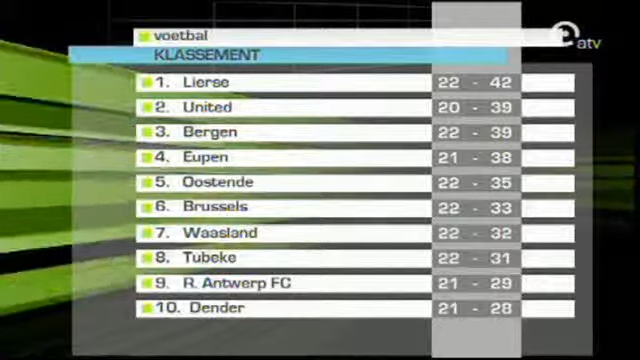 voetbal
atv
KLASSEMENT
1. Lierse 22 - 42
2. United 20 - 39
3. Bergen 22 - 39
4. Eupen 21 - 38
5. Oostende 22 - 35
6. Brussels 22 - 33
7. Waasland 22 - 32
8. Tubeke 22 - 31
9. R. Antwerp FC 21 - 29
10. Dender 21 - 28